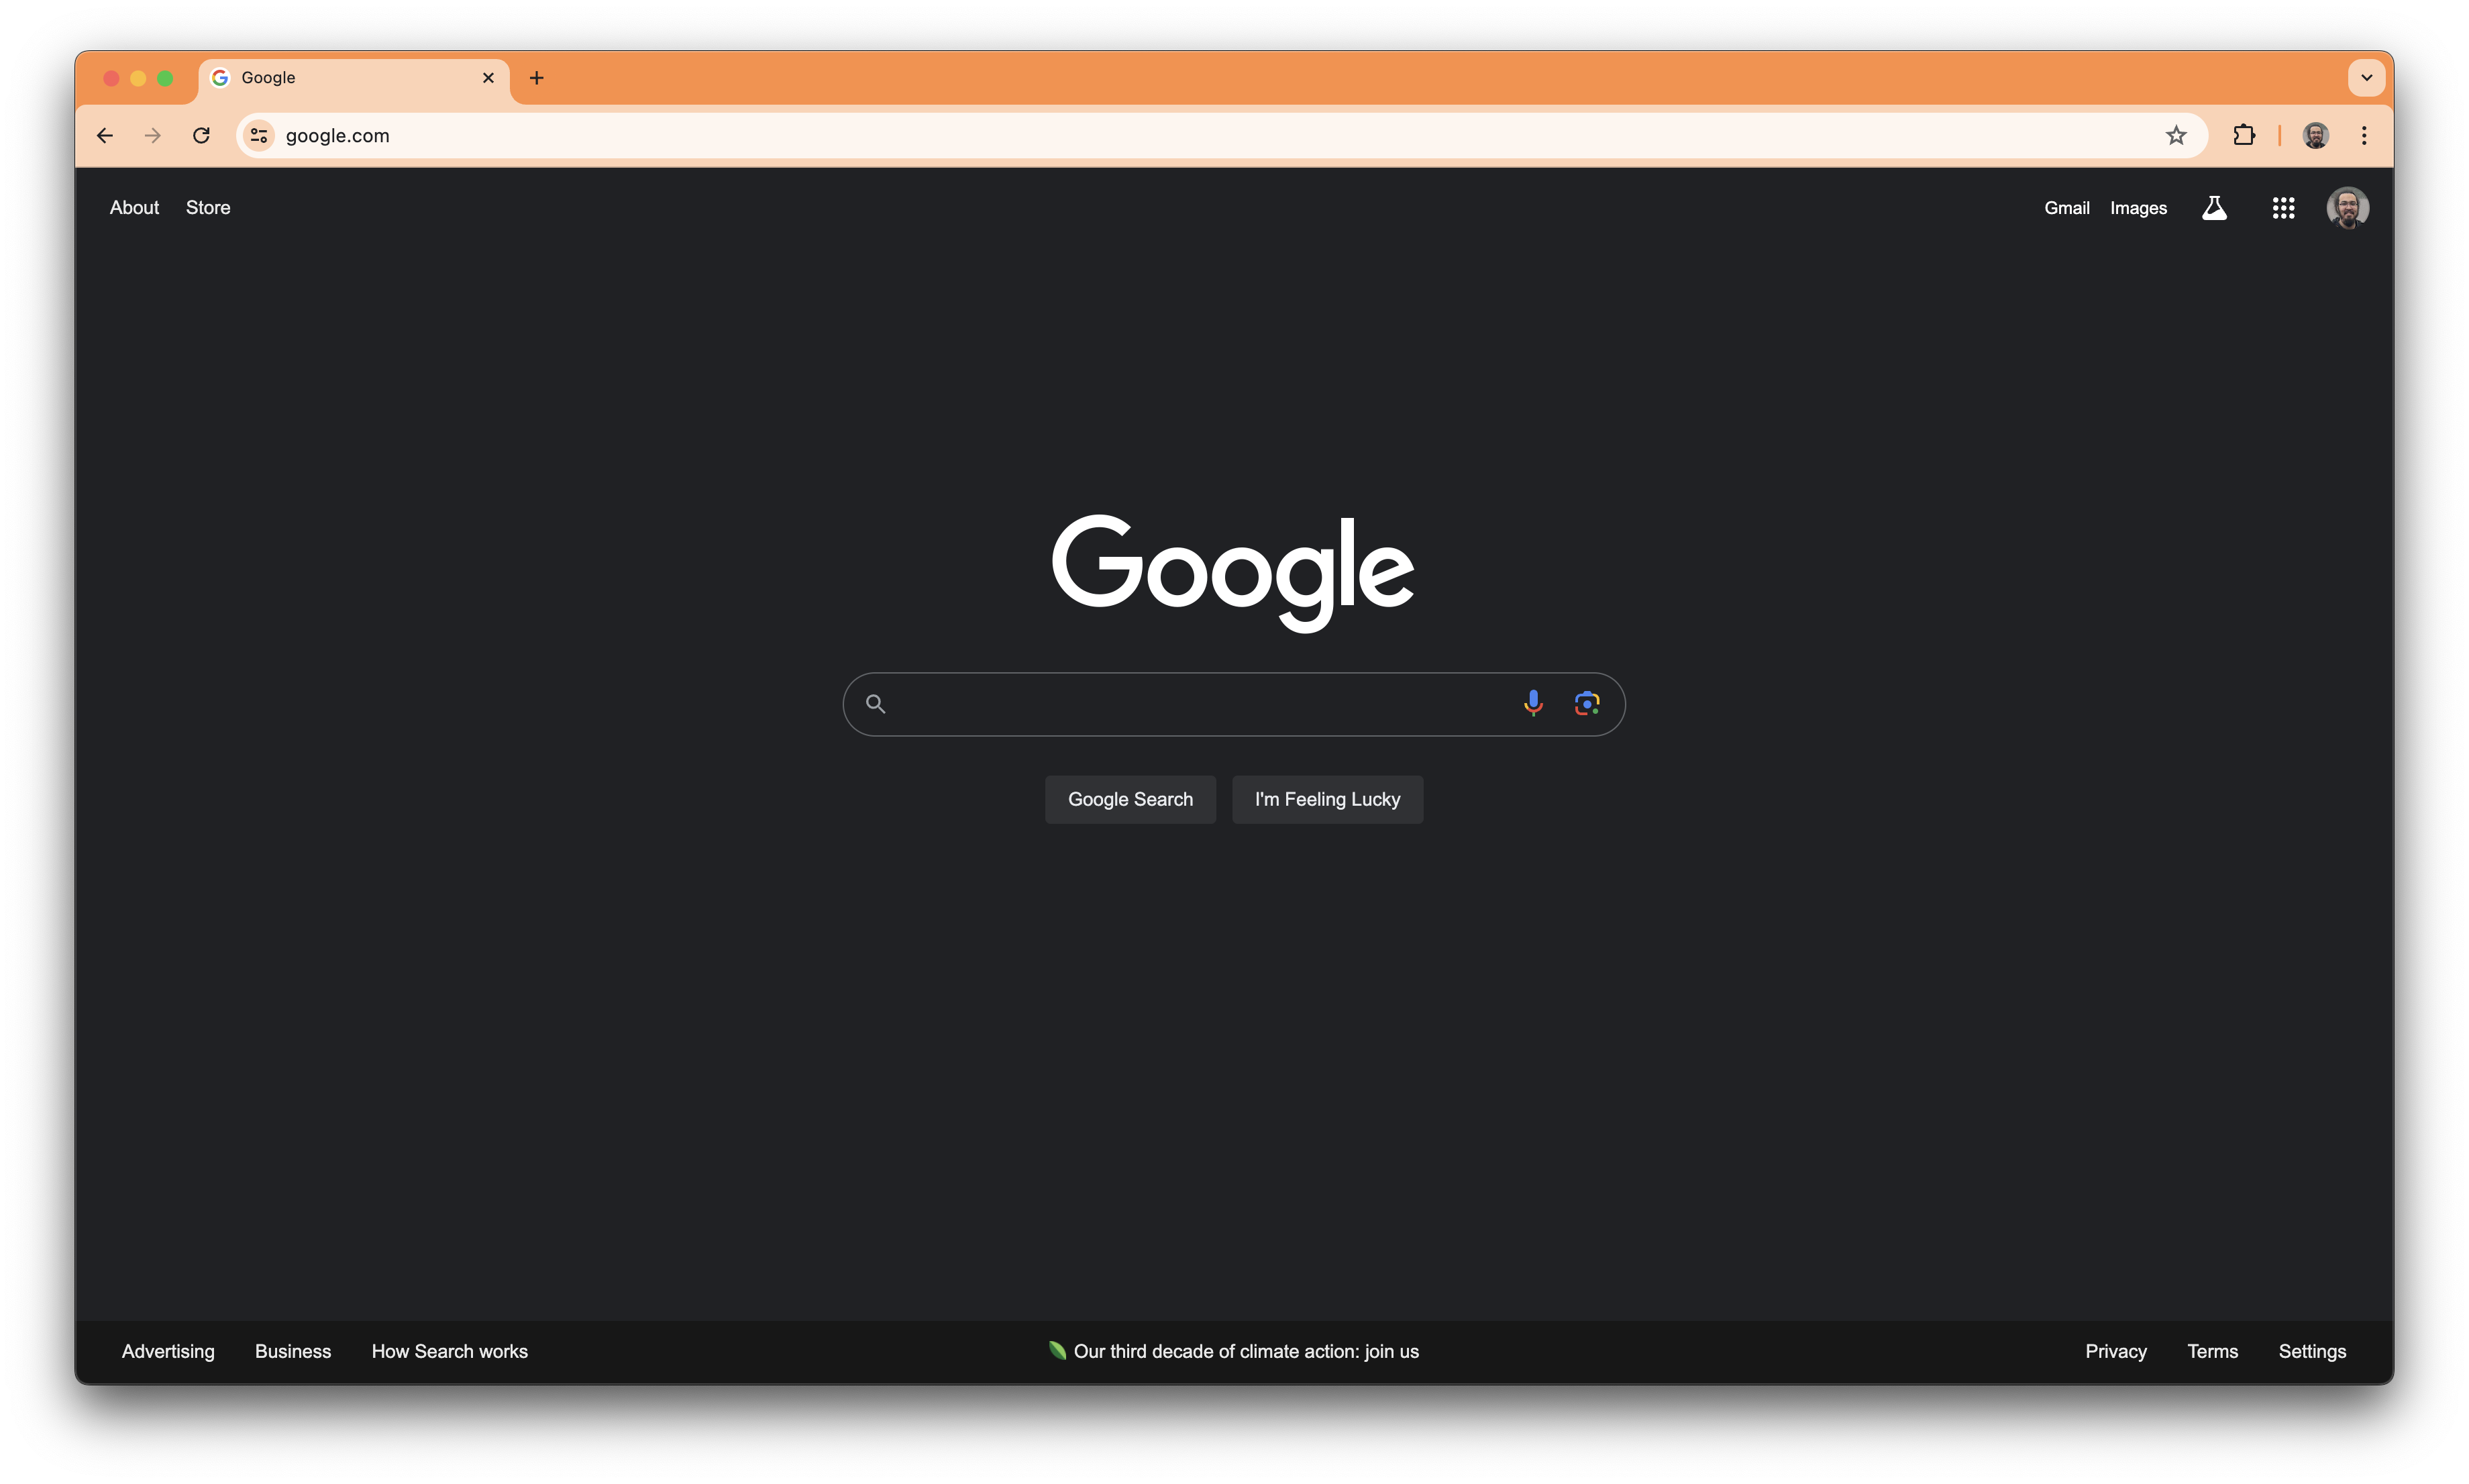 Google
google.com
About Store
Gmail Images
Google
Google Search I'm Feeling Lucky
Advertising Business How Search works
Our third decade of climate action: join us
Privacy Terms Settings